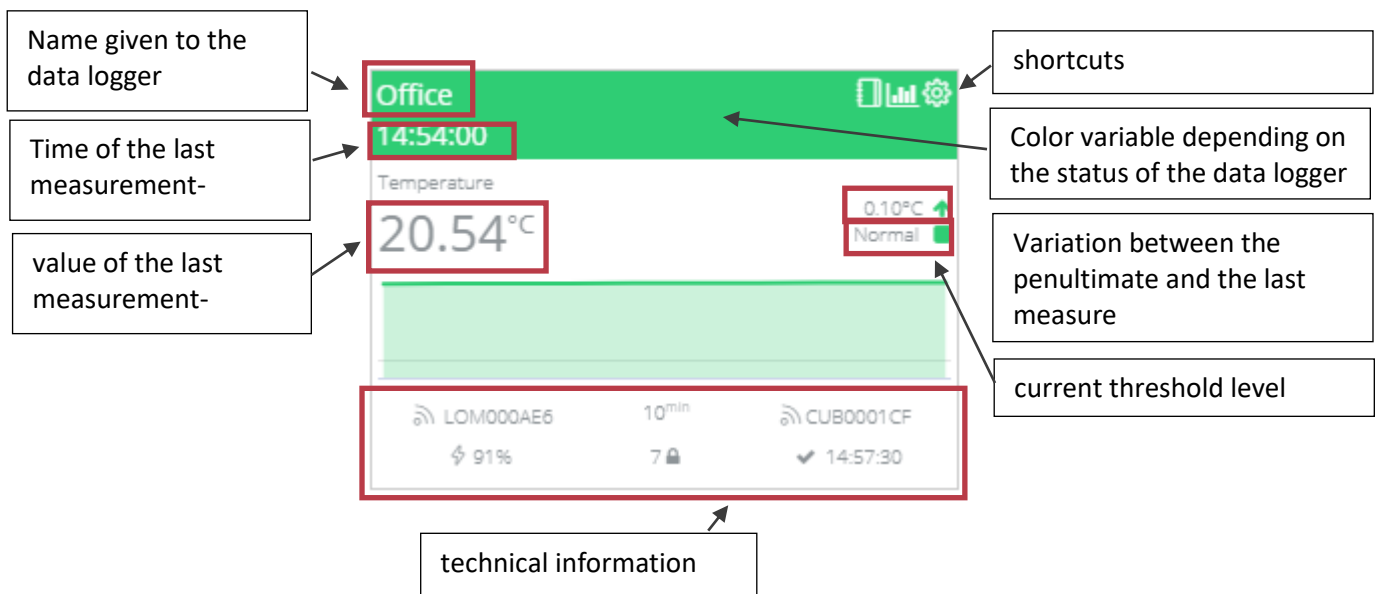 Name given to the
data logger
Time of the last
measurement-
value of the last
measurement-
Office
14:54:00
Temperature
20.54°C
0.10°C
Normal
LOM000AE6
10min
CUB0001CF
91%
7
14:57:30
technical information
shortcuts
Color variable depending on
the status of the data logger
Variation between the
penultimate and the last
measure
current threshold level